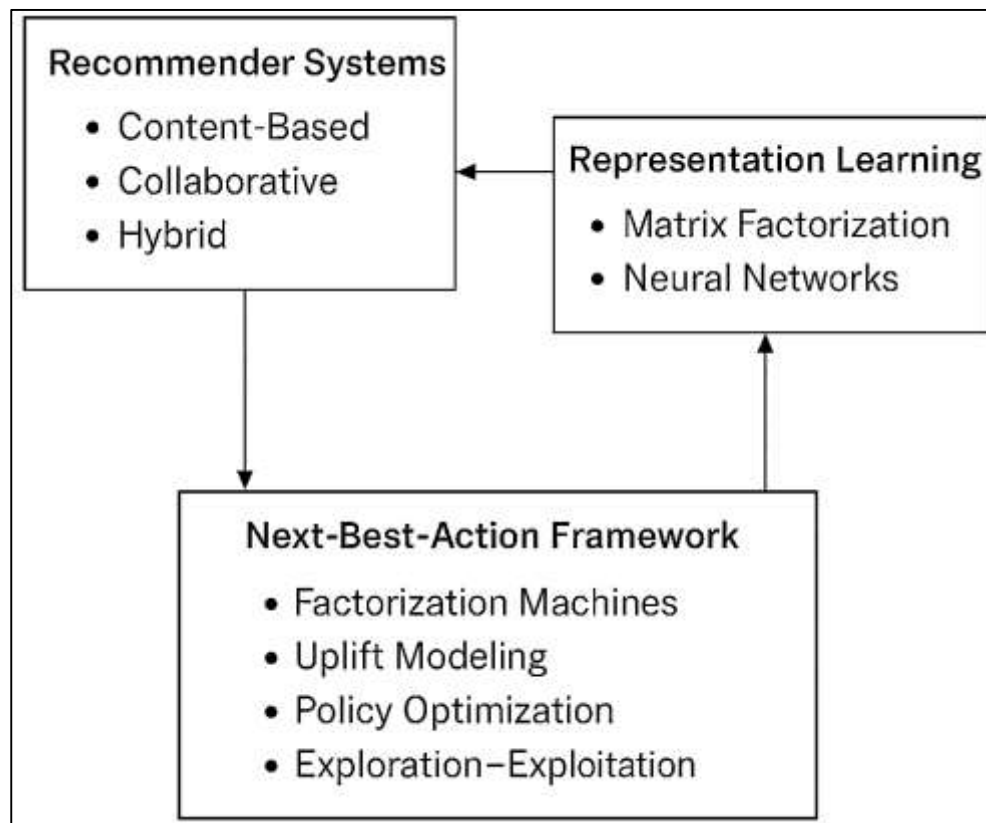 Recommender Systems
• Content-Based
• Collaborative
• Hybrid
Representation Learning
• Matrix Factorization
• Neural Networks
Next-Best-Action Framework
• Factorization Machines
• Uplift Modeling
• Policy Optimization
• Exploration–Exploitation